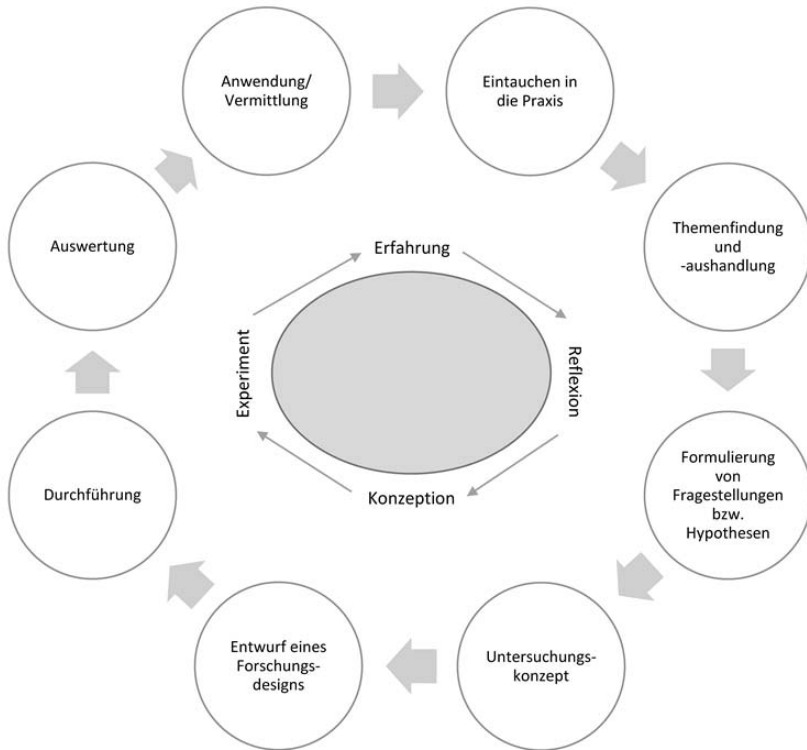 Anwendung/
Vermittlung
Eintauchen in
die Praxis
Themenfindung
und
-aushandlung
Formulierung
von
Fragestellungen
bzw.
Hypothesen
Untersuchungs-
konzept
Entwurf eines
Forschungs-
designs
Durchführung
Auswertung
Erfahrung
Reflexion
Konzeption
Experiment